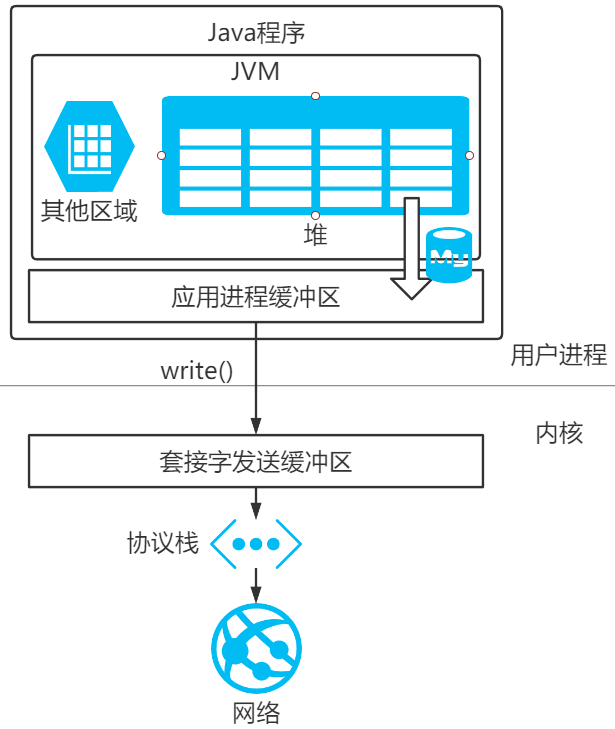 Java程序
JVM
其他区域
堆
My
应用进程缓冲区
用户进程
write()
内核
套接字发送缓冲区
协议栈
网络